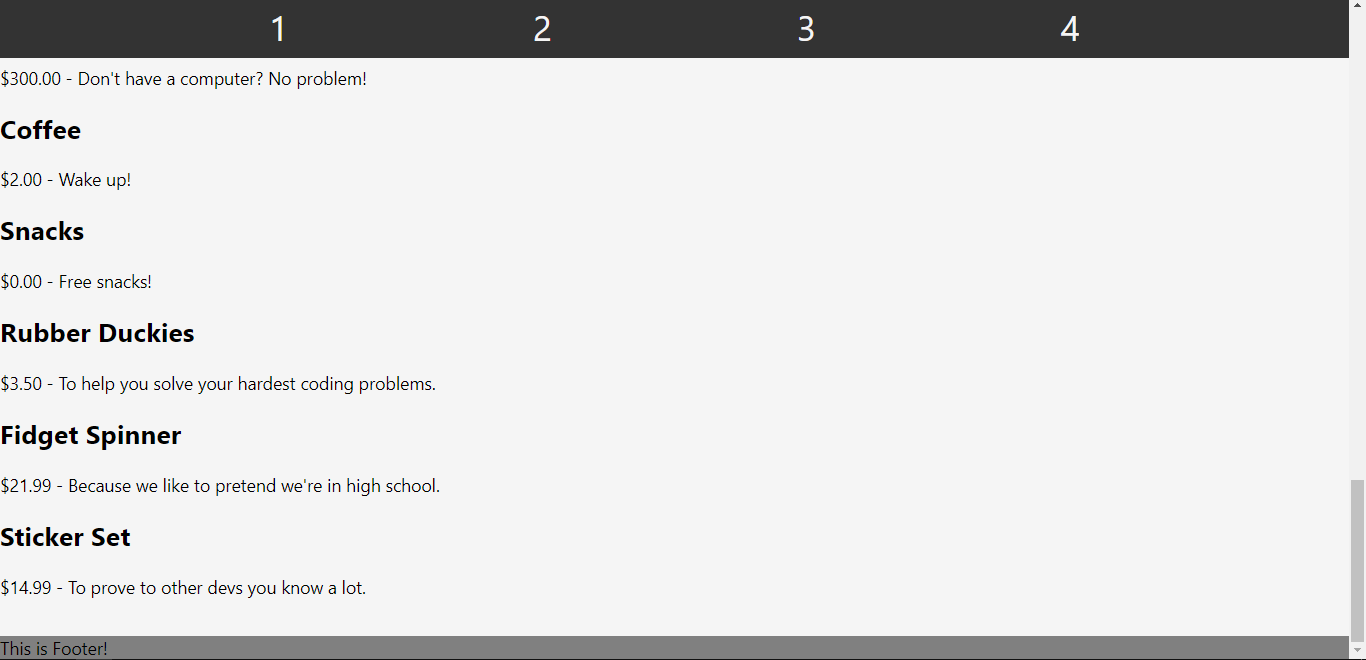 1 2 3 4
$300.00 - Don't have a computer? No problem!
Coffee
$2.00 - Wake up!
Snacks
$0.00 - Free snacks!
Rubber Duckies
$3.50 - To help you solve your hardest coding problems.
Fidget Spinner
$21.99 - Because we like to pretend we're in high school.
Sticker Set
$14.99 - To prove to other devs you know a lot.
This is Footer!